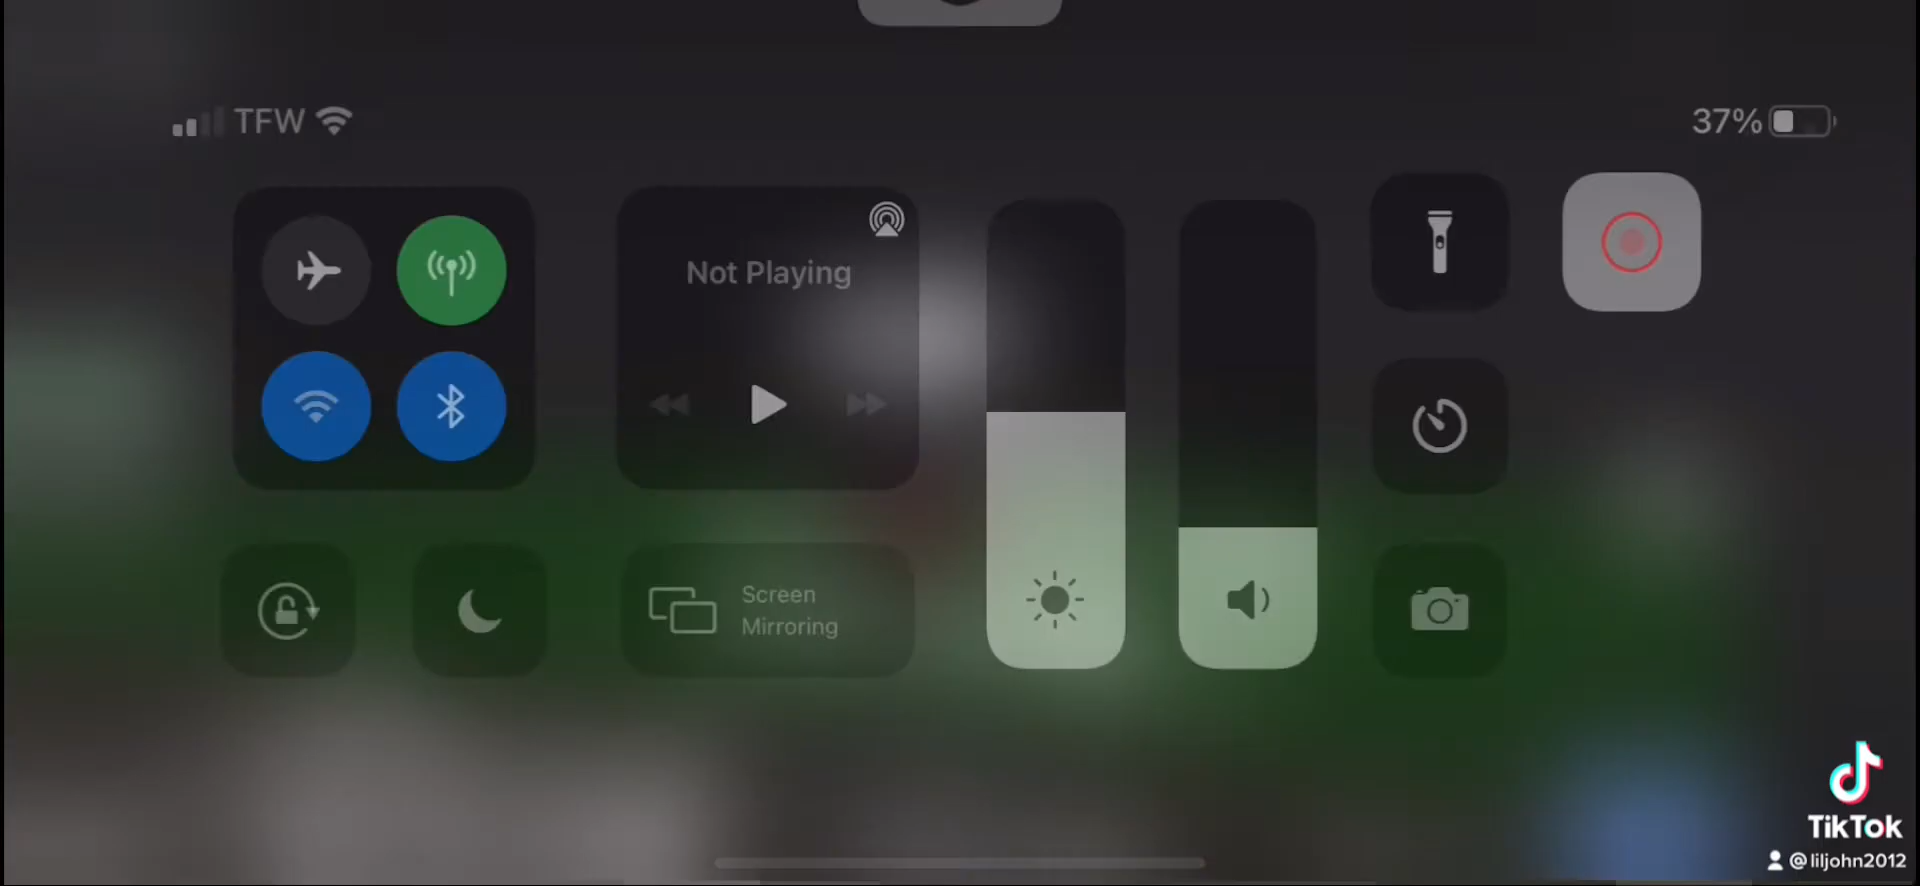 TFW
37%
Not Playing
Screen
Mirroring
TikTok
@liljohn2012